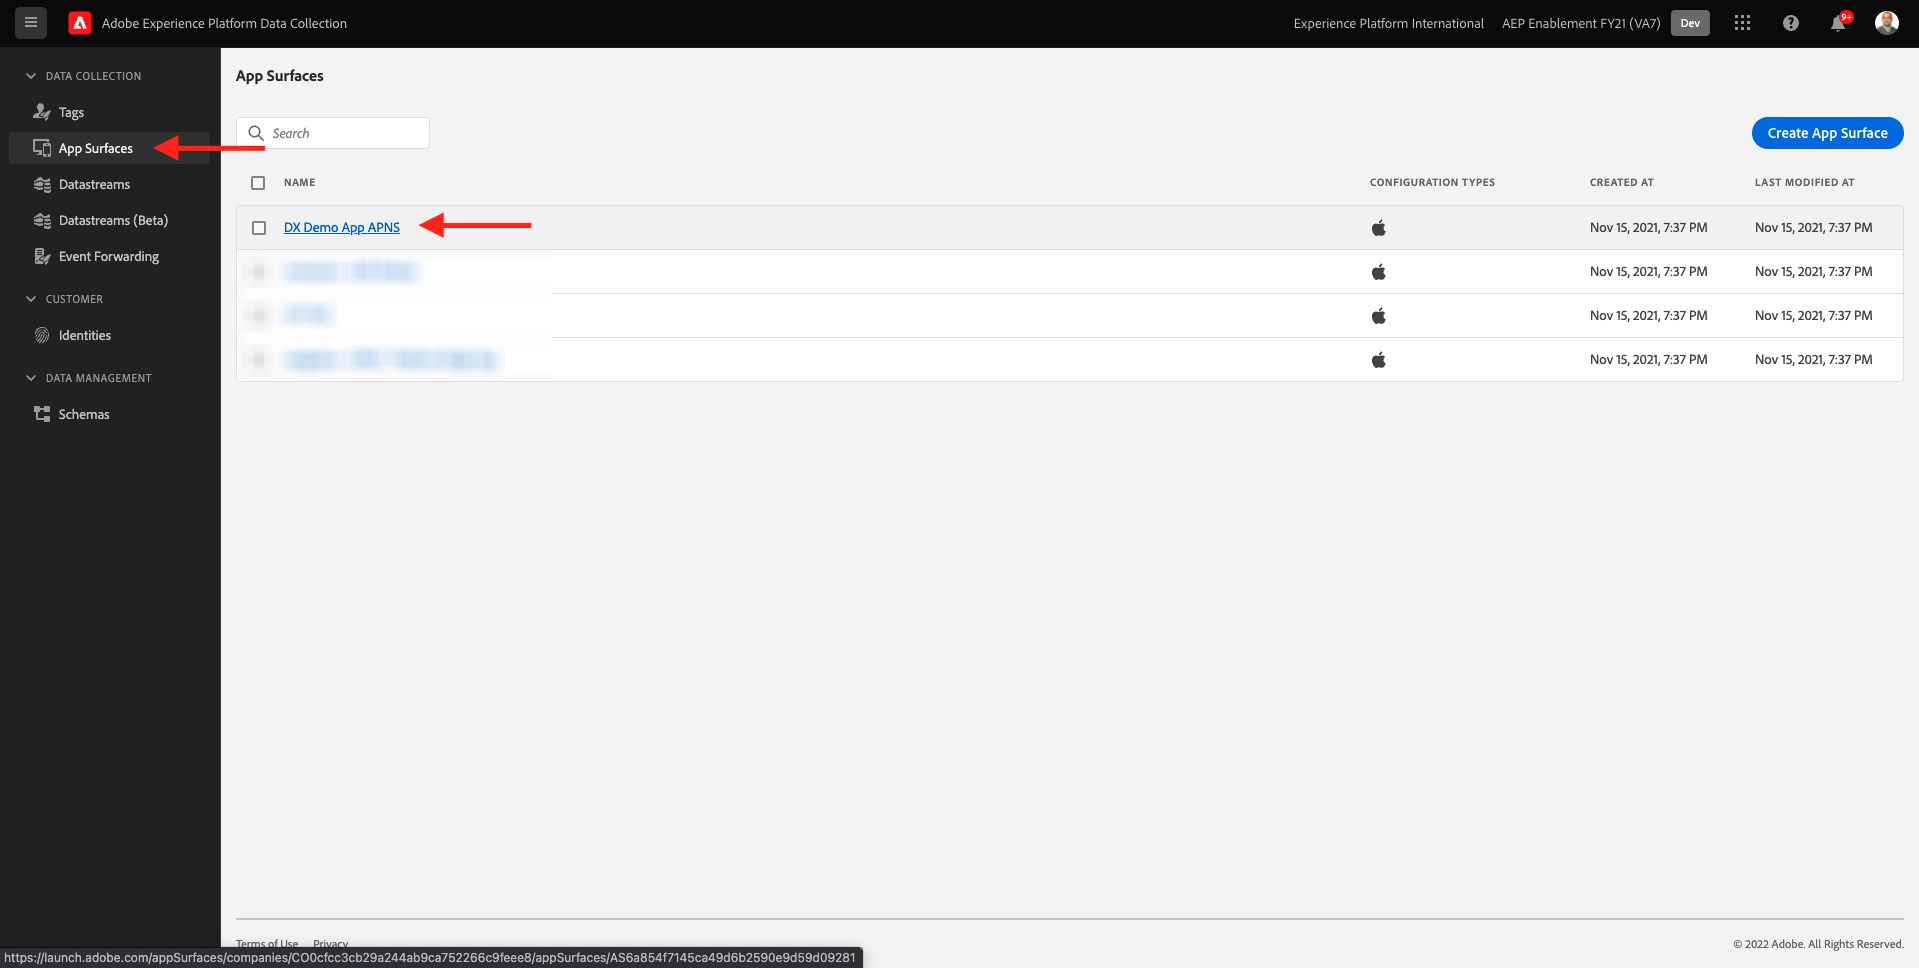 Adobe Experience Platform Data Collection
Experience Platform International
AEP Enablement FY21 (VA7)
Dev
9+
DATA COLLECTION
Tags
App Surfaces
Datastreams
Datastreams (Beta)
Event Forwarding
CUSTOMER
Identities
DATA MANAGEMENT
Schemas
App Surfaces
Search
Create App Surface
NAME CONFIGURATION TYPES CREATED AT LAST MODIFIED AT
DX Demo App APNS Nov 15, 2021, 7:37 PM Nov 15, 2021, 7:37 PM
Nov 15, 2021, 7:37 PM Nov 15, 2021, 7:37 PM
Nov 15, 2021, 7:37 PM Nov 15, 2021, 7:37 PM
Nov 15, 2021, 7:37 PM Nov 15, 2021, 7:37 PM
Terms of Use Privacy © 2022 Adobe. All Rights Reserved.
https://launch.adobe.com/appSurfaces/companies/CO0cfcc3cb29a244ab9ca752266c9feee8/appSurfaces/AS6a854f7145ca49d6b2590e9d59d09281